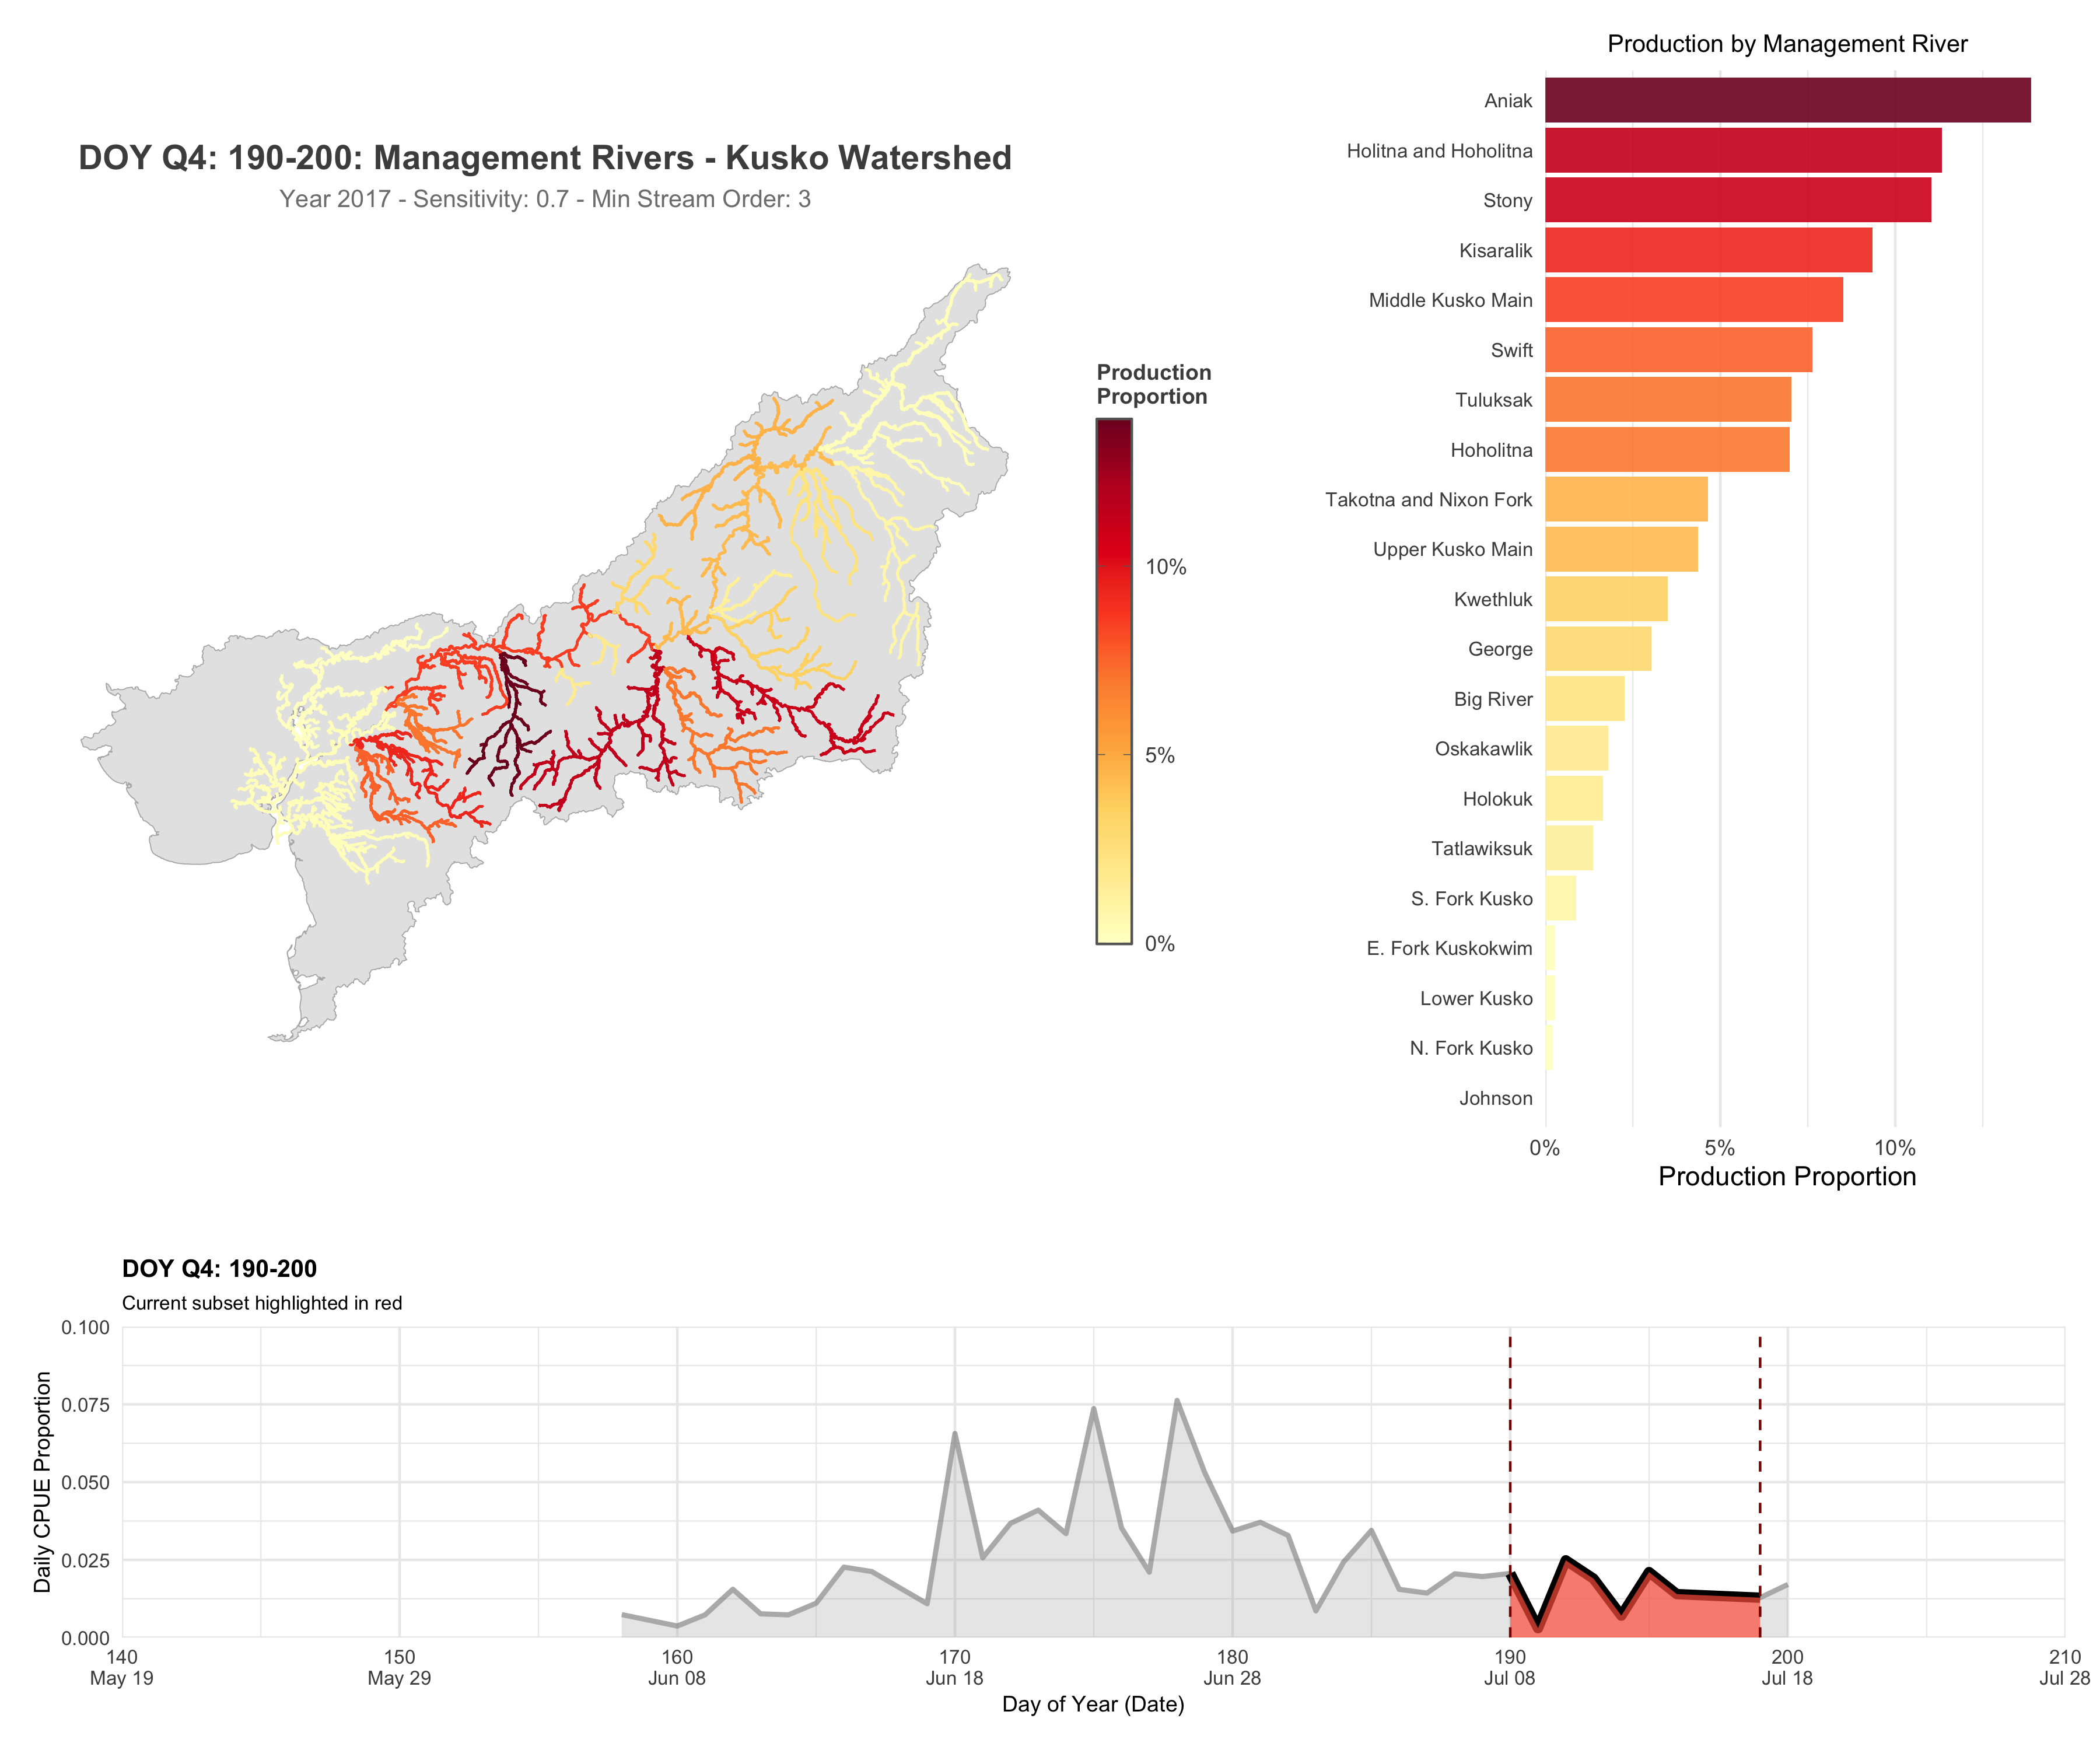 Production by Management River
DOY Q4: 190-200: Management Rivers - Kusko Watershed
Year 2017 - Sensitivity: 0.7 - Min Stream Order: 3
Production
Proportion
10%
5%
0%
Aniak
Holitna and Hoholitna
Stony
Kisaralik
Middle Kusko Main
Swift
Tuluksak
Hoholitna
Takotna and Nixon Fork
Upper Kusko Main
Kwethluk
George
Big River
Oskakawlik
Holokuk
Tatlawiksuk
S. Fork Kusko
E. Fork Kuskokwim
Lower Kusko
N. Fork Kusko
Johnson
0% 5% 10%
Production Proportion
DOY Q4: 190-200
Current subset highlighted in red
Daily CPUE Proportion
0.100
0.075
0.050
0.025
0.000
140 150 160 170 180 190 200 210
May 19 May 29 Jun 08 Jun 18 Jun 28 Jul 08 Jul 18 Jul 28
Day of Year (Date)